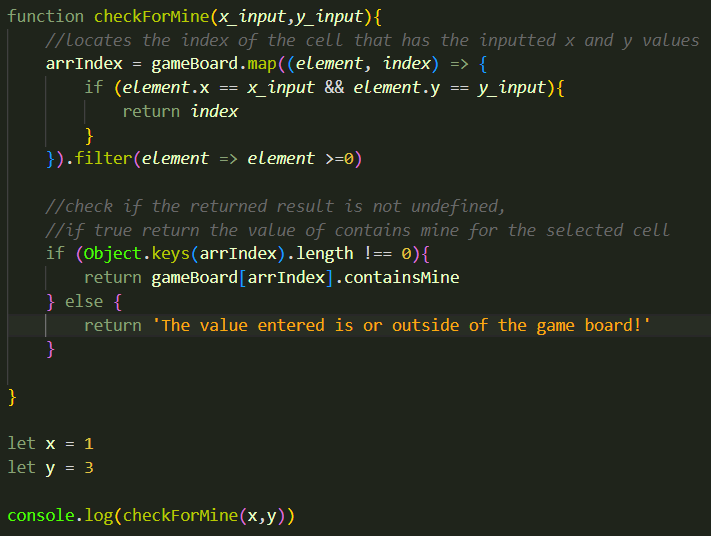 function checkForMine(x_input,y_input){
    //locates the index of the cell that has the inputted x and y values
    arrIndex = gameBoard.map((element, index) => {
        if (element.x == x_input && element.y == y_input){
            return index
        }
    }).filter(element => element >=0)

    //check if the returned result is not undefined,
    //if true return the value of contains mine for the selected cell
    if (Object.keys(arrIndex).length !== 0){
        return gameBoard[arrIndex].containsMine
    } else {
        return 'The value entered is or outside of the game board!'
    }

}

let x = 1
let y = 3

console.log(checkForMine(x,y))